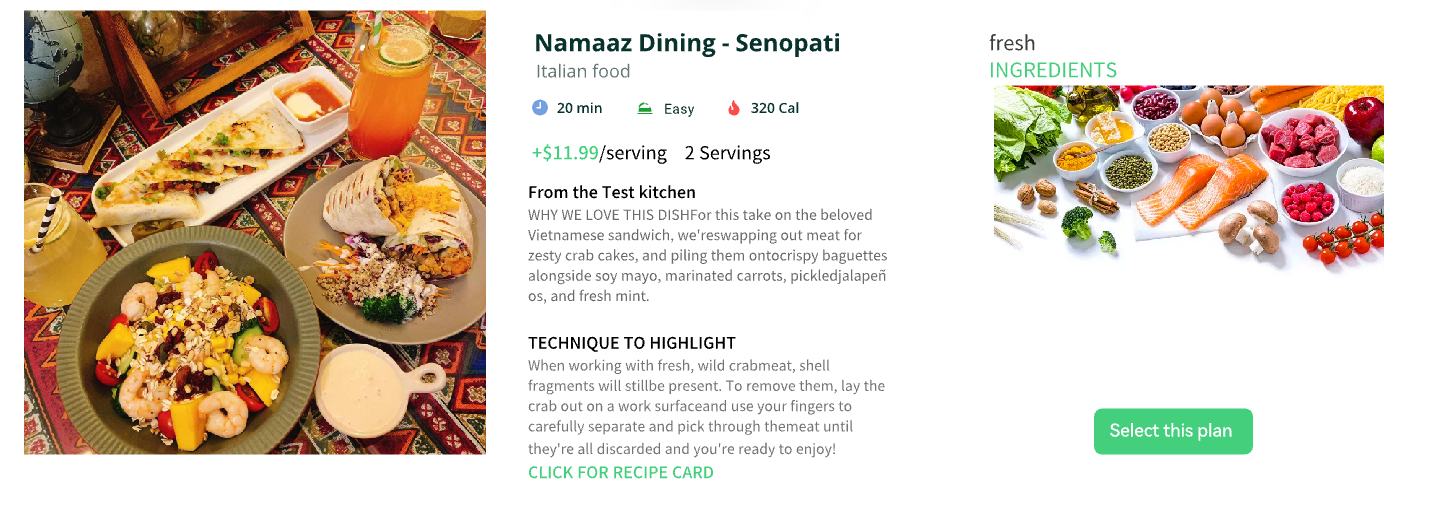 Namaaz Dining - Senopati
Italian food
20 min
Easy
320 Cal
+$11.99/serving 2 Servings
From the Test kitchen
WHY WE LOVE THIS DISHFor this take on the beloved
Vietnamese sandwich, we'reswapping out meat for
zesty crab cakes, and piling them ontocrispy baguettes
alongside soy mayo, marinated carrots, pickledjalapeñ
os, and fresh mint.
TECHNIQUE TO HIGHLIGHT
When working with fresh, wild crabmeat, shell
fragments will stillbe present. To remove them, lay the
crab out on a work surfaceand use your fingers to
carefully separate and pick through themeat until
they're all discarded and you're ready to enjoy!
CLICK FOR RECIPE CARD
fresh
INGREDIENTS
Select this plan